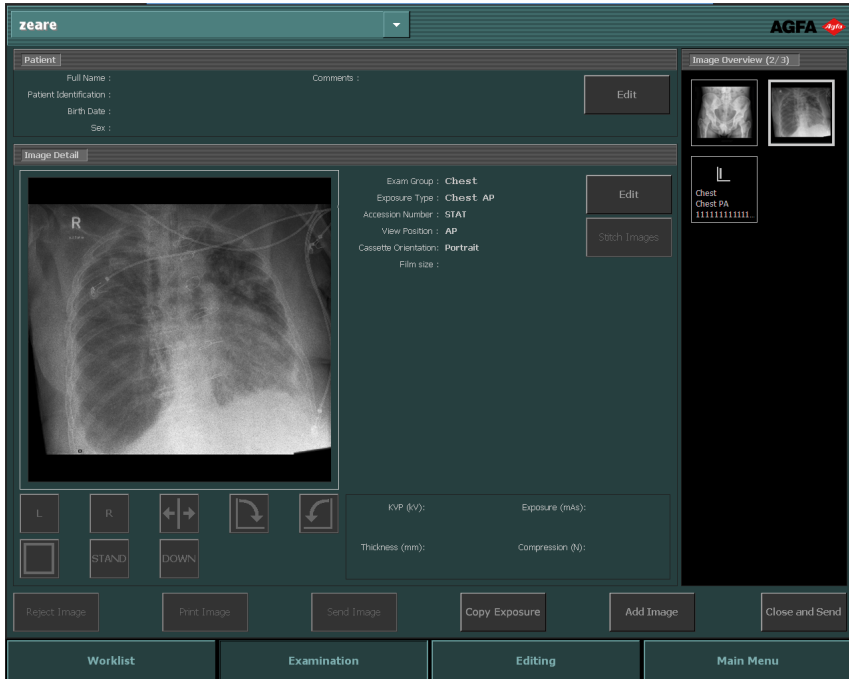 zeare
AGFA
Agfa
Patient
Full Name :
Comments :
Patient Identification :
Birth Date :
Sex :
Edit
Image Overview (2/3)
Image Detail
R
Exam Group : Chest
Exposure Type : Chest AP
Accession Number : STAT
View Position : AP
Cassette Orientation: Portrait
Film size :
Edit
Stitch Images
L
Chest
Chest PA
111111111111...
L
R
STAND
DOWN
KVP (kV):
Exposure (mAs):
Thickness (mm):
Compression (N):
Reject Image
Print Image
Send Image
Copy Exposure
Add Image
Close and Send
Worklist
Examination
Editing
Main Menu